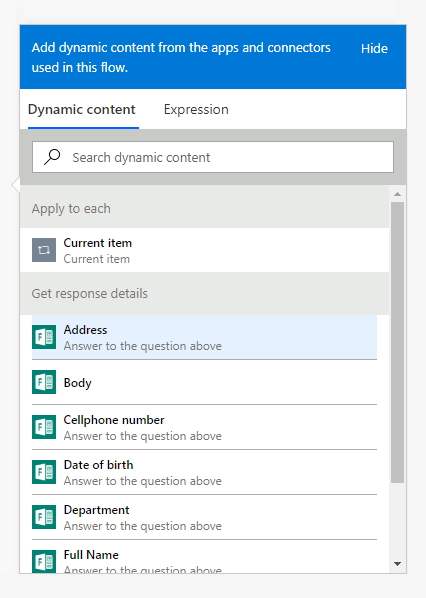 Add dynamic content from the apps and connectors
used in this flow.
Hide
Dynamic content
Expression
Search dynamic content
Apply to each
Current item
Current item
Get response details
Address
Answer to the question above
Body
Cellphone number
Answer to the question above
Date of birth
Answer to the question above
Department
Answer to the question above
Full Name
Answer to the question above